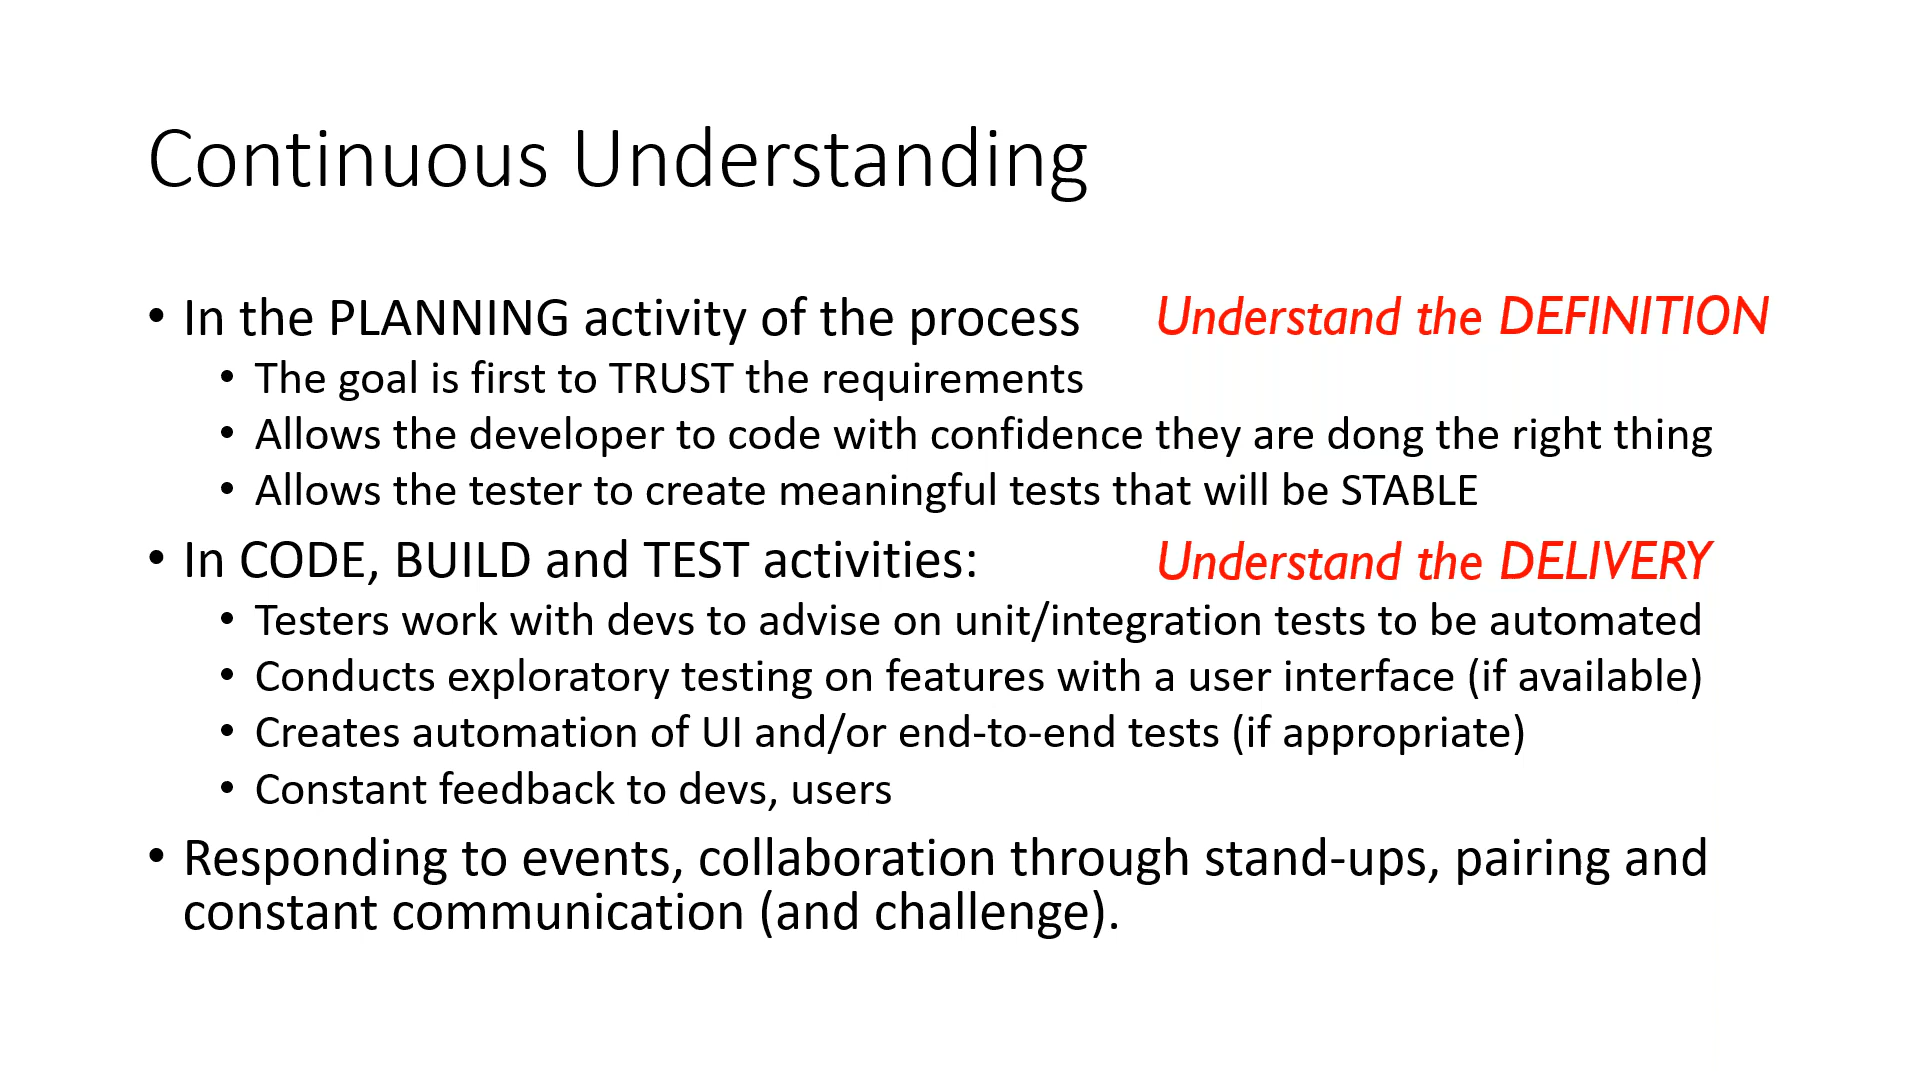 Continuous Understanding
• In the PLANNING activity of the process Understand the DEFINITION
• The goal is first to TRUST the requirements
• Allows the developer to code with confidence they are dong the right thing
• Allows the tester to create meaningful tests that will be STABLE
• In CODE, BUILD and TEST activities: Understand the DELIVERY
• Testers work with devs to advise on unit/integration tests to be automated
• Conducts exploratory testing on features with a user interface (if available)
• Creates automation of UI and/or end-to-end tests (if appropriate)
• Constant feedback to devs, users
• Responding to events, collaboration through stand-ups, pairing and
constant communication (and challenge).